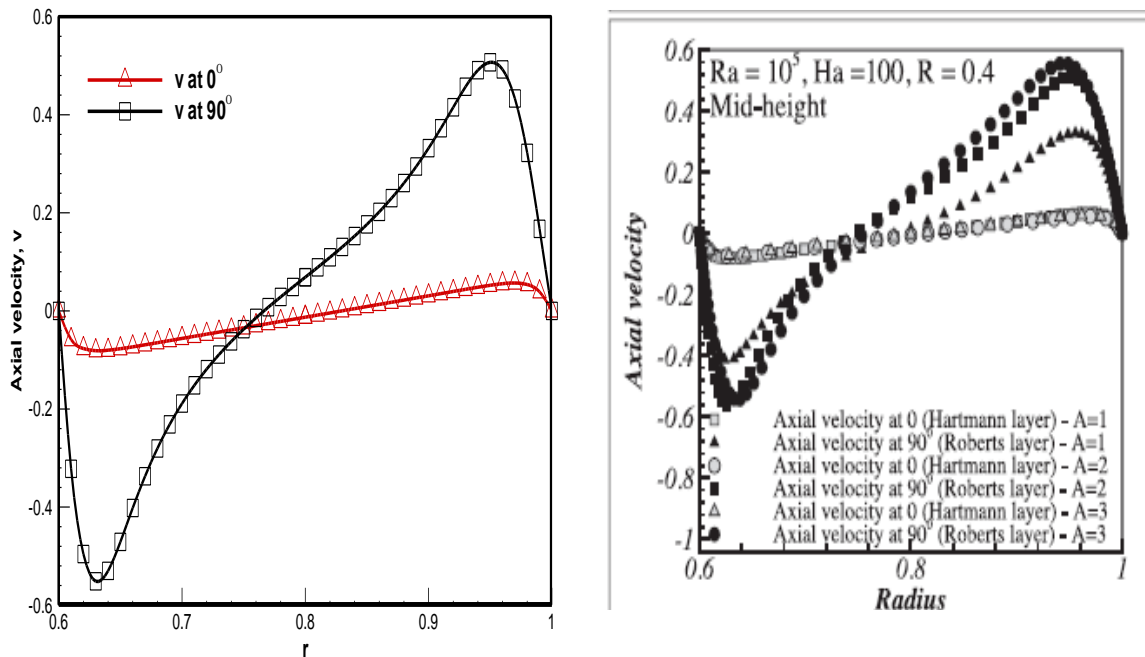 0.6
v at 0°
v at 90°
0.4
0.2
0
-0.2
-0.4
-0.6
0.6 0.7 0.8 0.9 1
r
Axial velocity, v
0.6
Ra = 10^5, Ha=100, R = 0.4
Mid-height
0.4
0.2
0
-0.2
-0.4
-0.6
-0.8
-1
Axial velocity at 0 (Hartmann layer) - A=1
Axial velocity at 90° (Roberts layer) - A=1
Axial velocity at 0 (Hartmann layer) - A=2
Axial velocity at 90° (Roberts layer) - A=2
Axial velocity at 0 (Hartmann layer) - A=3
Axial velocity at 90° (Roberts layer) - A=3
0.6 0.8 1
Radius
Axial velocity